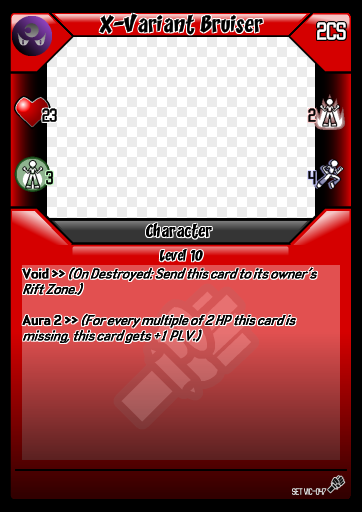 X-Variant Bruiser
2CS
23
2
3
4
Character
Level 10
Void >> (On Destroyed: Send this card to its owner's
Rift Zone.)
Aura 2 >> (For every multiple of 2 HP this card is
missing, this card gets +1 PLV.)
SET VIC-047